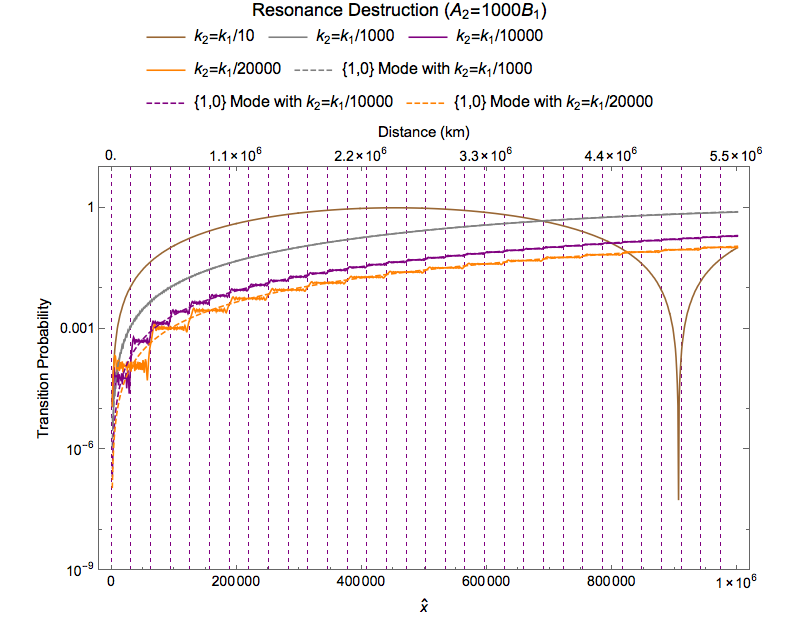 Resonance Destruction (A₂=1000B₁)
k₂=k₁/10 k₂=k₁/1000 k₂=k₁/10000
k₂=k₁/20000 {1,0} Mode with k₂=k₁/1000
{1,0} Mode with k₂=k₁/10000 {1,0} Mode with k₂=k₁/20000
Distance (km)
0. 1.1×10⁶ 2.2×10⁶ 3.3×10⁶ 4.4×10⁶ 5.5×10⁶
Transition Probability
1
0.001
10⁻⁶
10⁻⁹
0 200000 400000 600000 800000 1×10⁶
x̂